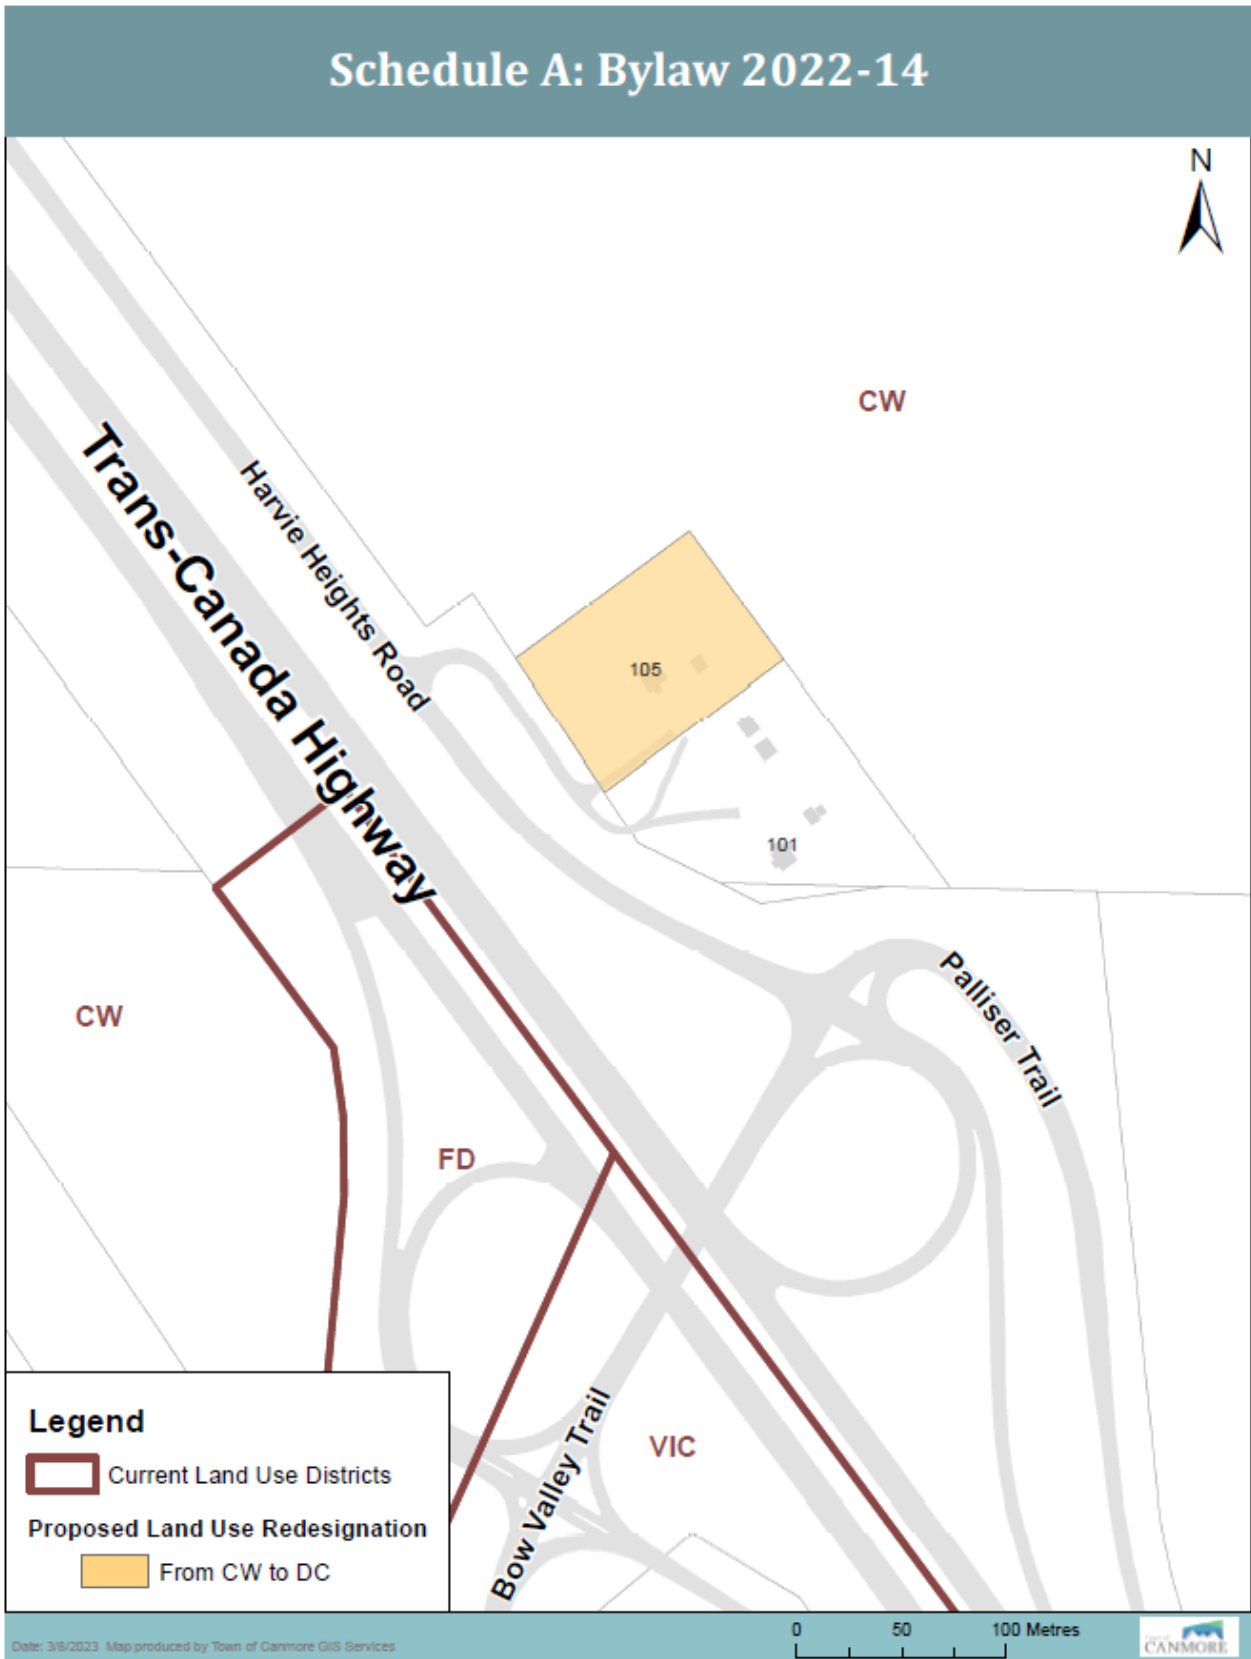 Schedule A: Bylaw 2022-14
N
CW
Trans-Canada Highway
Harvie Heights Road
105
101
CW
Palliser Trail
FD
VIC
Bow Valley Trail
Legend
Current Land Use Districts
Proposed Land Use Redesignation
From CW to DC
0 50 100 Metres
Date: 3/8/2023 Map produced by Town of Canmore GIS Services
Town of
CANMORE